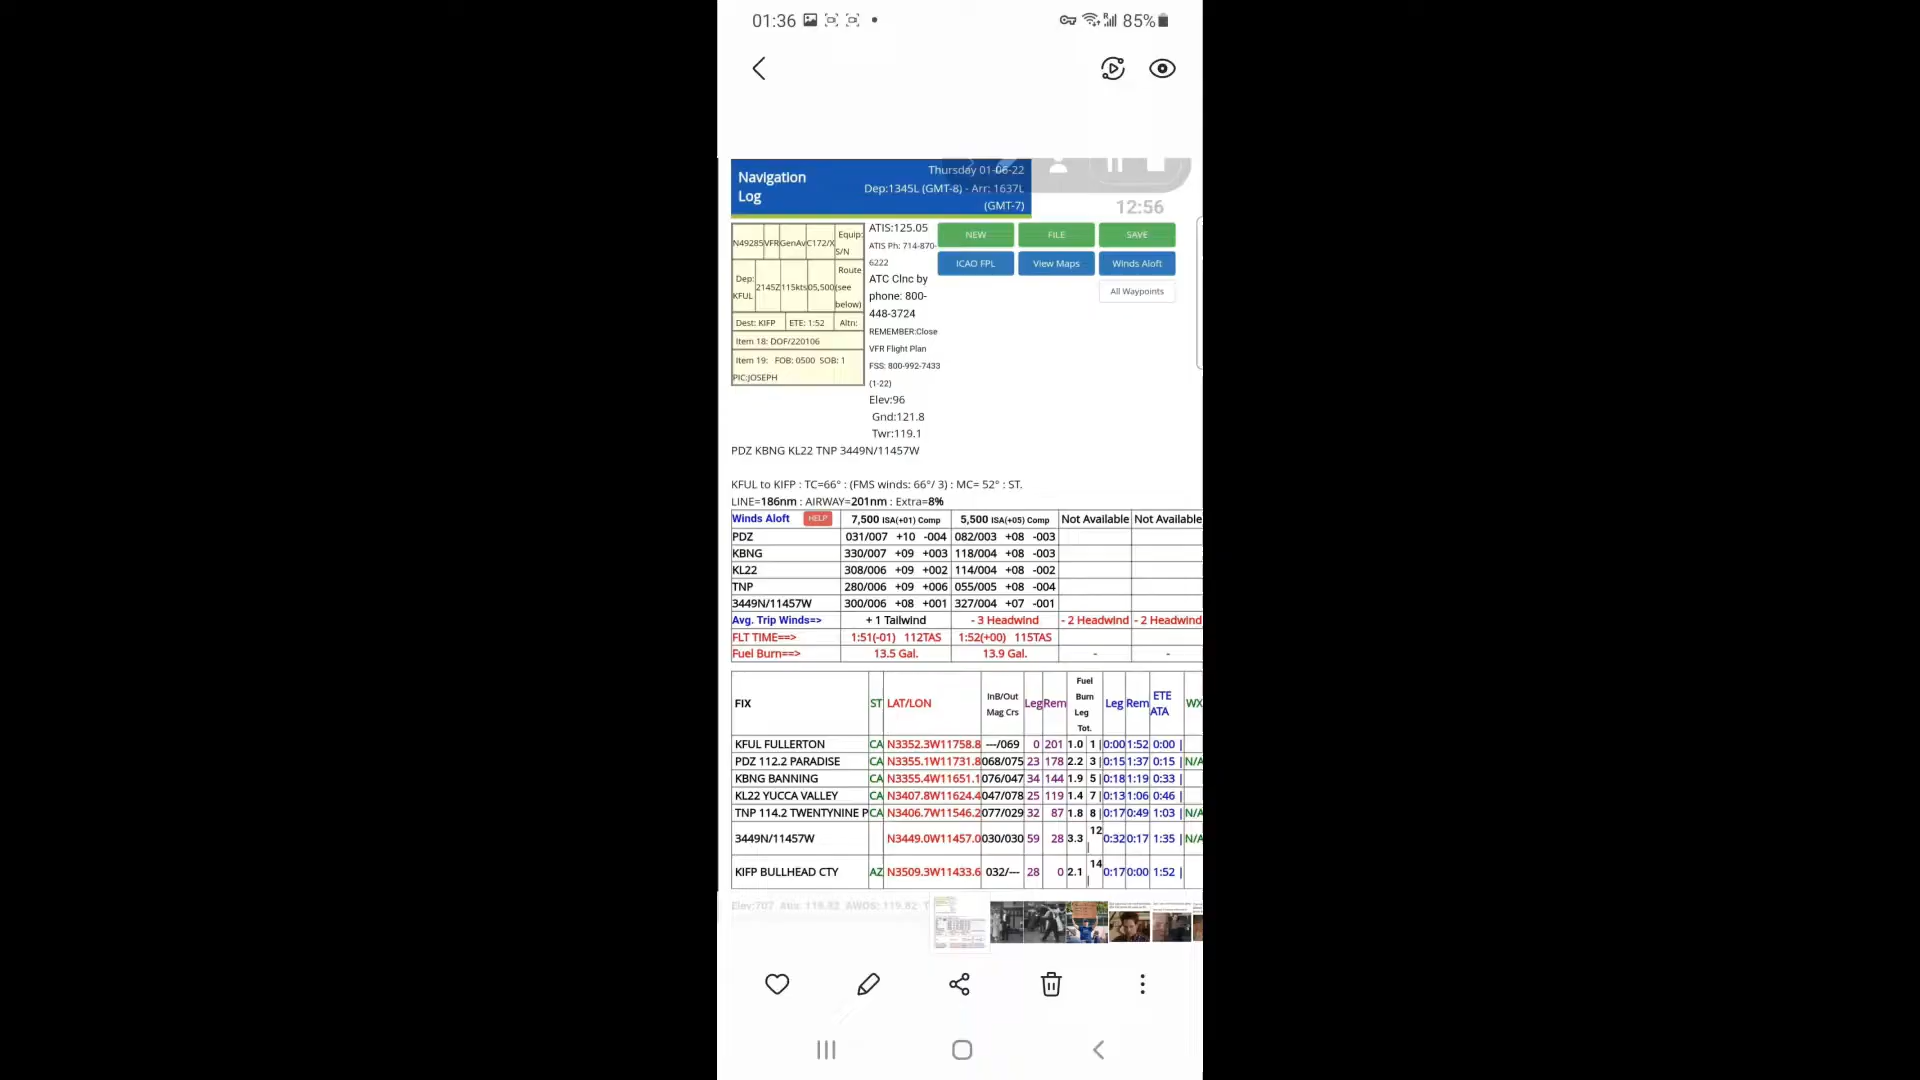 01:36
85%
Navigation
Log
Thursday 01-06-22
Dep:1345L (GMT-8) - Arr: 1637L
(GMT-7)
12:56
N49285 VFR GenAv C172/X Equip:
S/N
Dep:
KFUL 2145Z 115kts 05,500 Route
(see
below)
Dest: KIFP ETE: 1:52 Altn:
Item 18: DOF/220106
Item 19: FOB: 0500 SOB: 1
PIC:JOSEPH
ATIS:125.05
ATIS Ph: 714-870-
6222
ATC Clnc by
phone: 800-
448-3724
REMEMBER:Close
VFR Flight Plan
FSS: 800-992-7433
(1-22)
Elev:96
Gnd:121.8
Twr:119.1
NEW FILE SAVE
ICAO FPL View Maps Winds Aloft
All Waypoints
PDZ KBNG KL22 TNP 3449N/11457W
KFUL to KIFP : TC=66° : (FMS winds: 66°/ 3) : MC= 52° : ST.
LINE=186nm : AIRWAY=201nm : Extra=8%
Winds Aloft HELP 7,500 ISA(+01) Comp 5,500 ISA(+05) Comp Not Available Not Available
PDZ 031/007 +10 -004 082/003 +08 -003
KBNG 330/007 +09 +003 118/004 +08 -003
KL22 308/006 +09 +002 114/004 +08 -002
TNP 280/006 +09 +006 055/005 +08 -004
3449N/11457W 300/006 +08 +001 327/004 +07 -001
Avg. Trip Winds=> + 1 Tailwind - 3 Headwind - 2 Headwind - 2 Headwind
FLT TIME==> 1:51(-01) 112TAS 1:52(+00) 115TAS
Fuel Burn==> 13.5 Gal. 13.9 Gal. - -
FIX ST LAT/LON InB/Out
Mag Crs Leg Rem Fuel
Burn
Leg
Tot. Leg Rem ETE
ATA WX
KFUL FULLERTON CA N3352.3W11758.8 ---/069 0 201 1.0 1 | 0:00 1:52 0:00 |
PDZ 112.2 PARADISE CA N3355.1W11731.8 068/075 23 178 2.2 3 | 0:15 1:37 0:15 | N/A
KBNG BANNING CA N3355.4W11651.1 076/047 34 144 1.9 5 | 0:18 1:19 0:33 |
KL22 YUCCA VALLEY CA N3407.8W11624.4 047/078 25 119 1.4 7 | 0:13 1:06 0:46 |
TNP 114.2 TWENTYNINE P CA N3406.7W11546.2 077/029 32 87 1.8 8 | 0:17 0:49 1:03 | N/A
3449N/11457W N3449.0W11457.0 030/030 59 28 3.3 12 | 0:32 0:17 1:35 | N/A
KIFP BULLHEAD CTY AZ N3509.3W11433.6 032/--- 28 0 2.1 14 | 0:17 0:00 1:52 |
Elev:707 Atis: 119.82 AWOS: 119.82 T